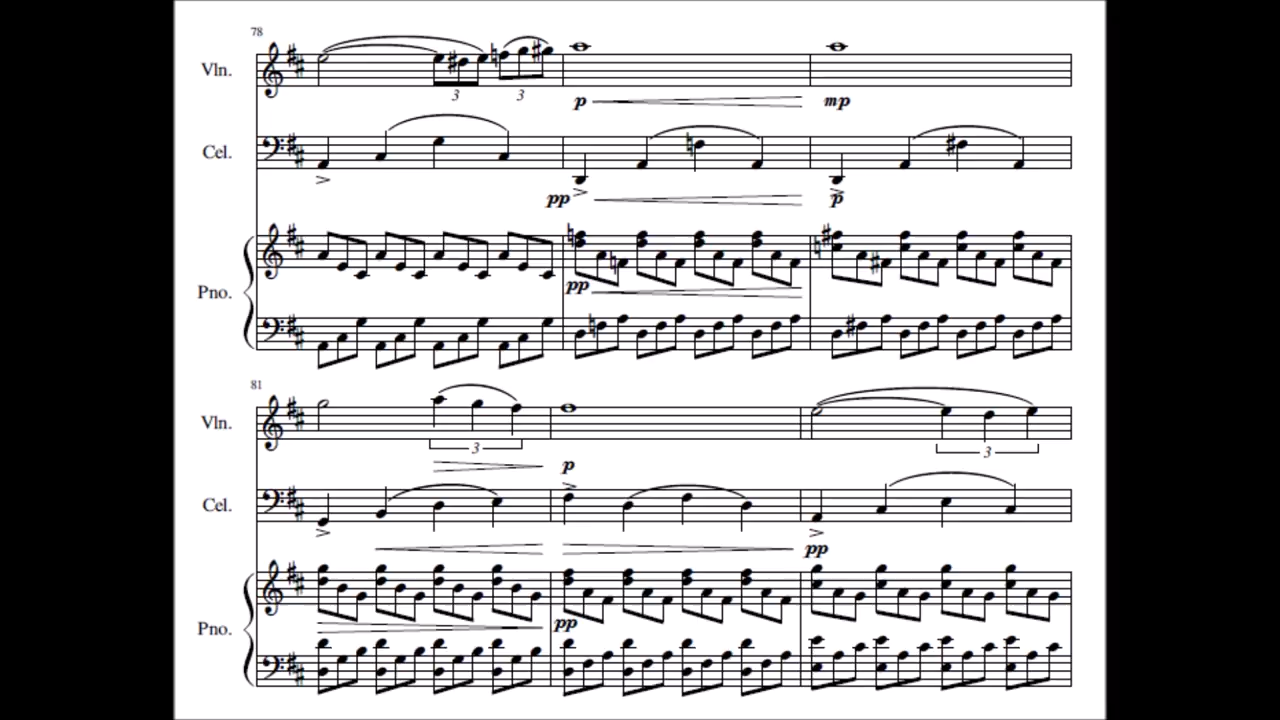 78
Vln.
3 3
p mp
Cel.
pp p
Pno.
pp
81
Vln.
3 3
p
Cel.
pp
Pno.
pp